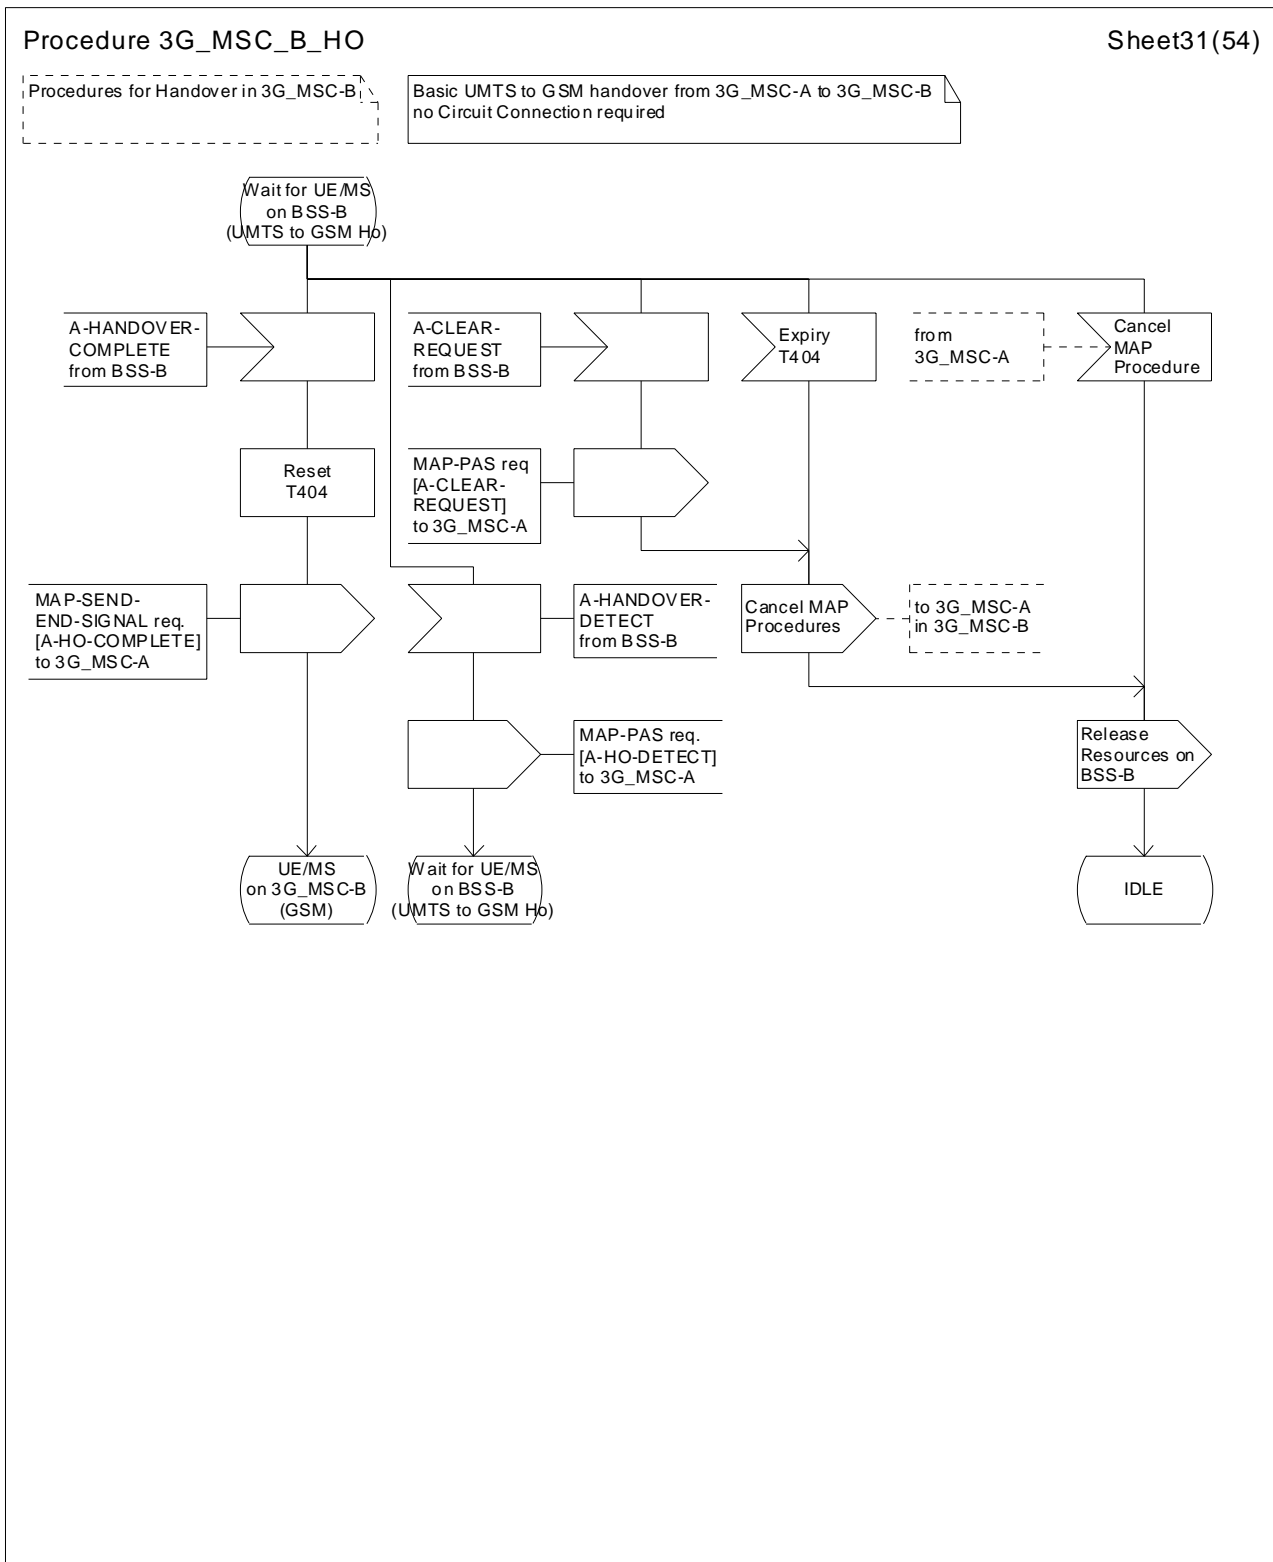 Procedure 3G_MSC_B_HO
Sheet31(54)
Procedures for Handover in 3G_MSC-B
Basic UMTS to GSM handover from 3G_MSC-A to 3G_MSC-B
no Circuit Connection required
Wait for UE/MS
on BSS-B
(UMTS to GSM Ho)
A-HANDOVER-
COMPLETE
from BSS-B
A-CLEAR-
REQUEST
from BSS-B
Expiry
T404
from
3G_MSC-A
Cancel
MAP
Procedure
Reset
T404
MAP-PAS req
[A-CLEAR-
REQUEST]
to 3G_MSC-A
MAP-SEND-
END-SIGNAL req.
[A-HO-COMPLETE]
to 3G_MSC-A
A-HANDOVER-
DETECT
from BSS-B
Cancel MAP
Procedures
to 3G_MSC-A
in 3G_MSC-B
MAP-PAS req.
[A-HO-DETECT]
to 3G_MSC-A
Release
Resources on
BSS-B
UE/MS
on 3G_MSC-B
(GSM)
Wait for UE/MS
on BSS-B
(UMTS to GSM Ho)
IDLE